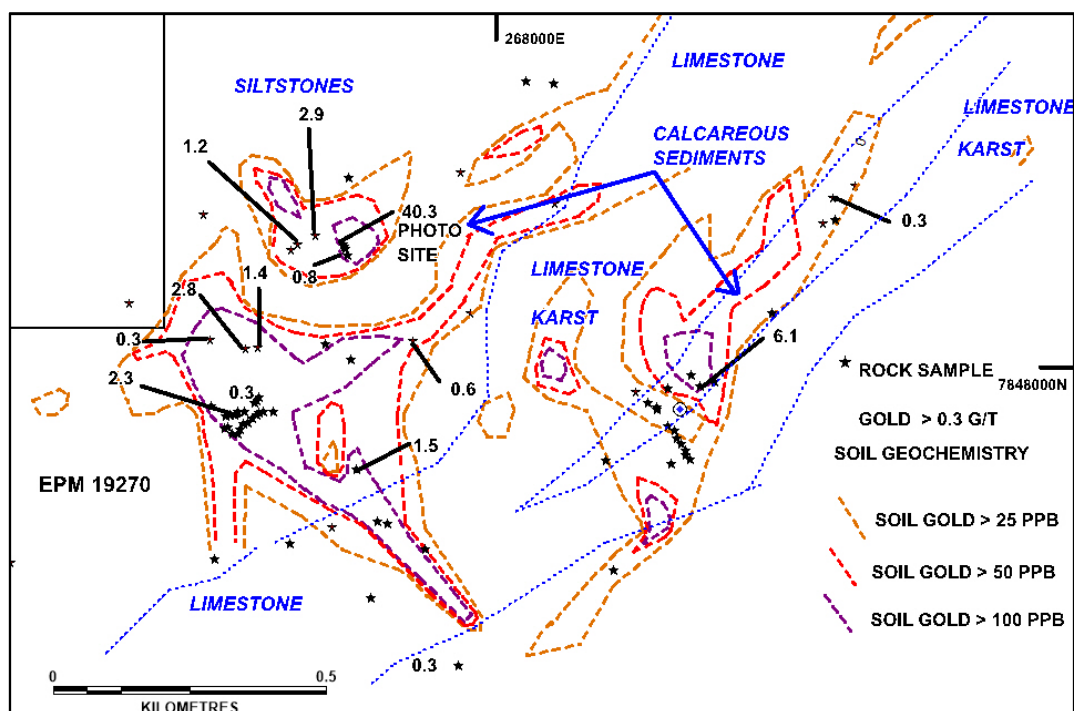 268000E
LIMESTONE
SILTSTONES
2.9
LIMESTONE
1.2
CALCAREOUS
SEDIMENTS
KARST
40.3
PHOTO
SITE
0.3
0.8
1.4
LIMESTONE
2.8
KARST
0.3
6.1
ROCK SAMPLE
7848000N
2.3
0.3
0.6
GOLD > 0.3 G/T
1.5
SOIL GEOCHEMISTRY
EPM 19270
SOIL GOLD > 25 PPB
SOIL GOLD > 50 PPB
LIMESTONE
SOIL GOLD > 100 PPB
0.3
0
0.5
KILOMETRES